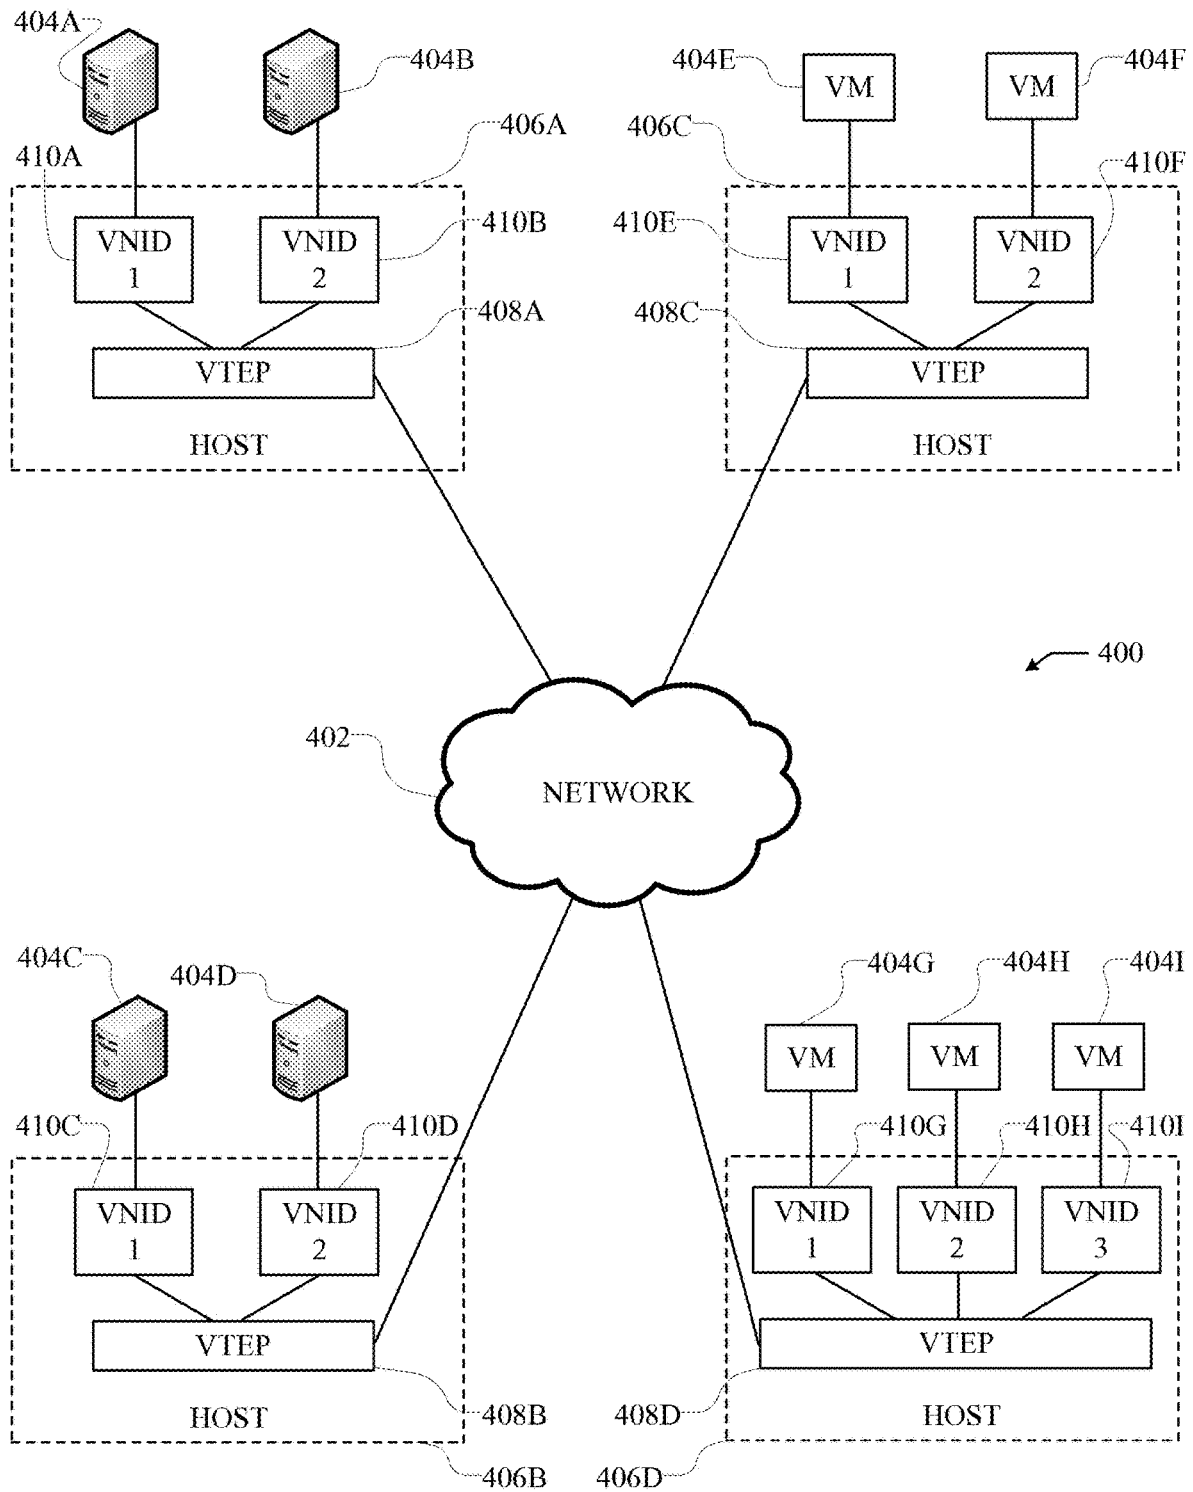 404A
404B
404E
VM
VM
404F
406A
406C
410A
410F
VNID
1
VNID
2
410B
410E
VNID
1
VNID
2
408A
408C
VTEP
VTEP
HOST
HOST
400
402
NETWORK
404C
404D
404G
404H
404I
VM
VM
VM
410C
410D
410G
410H
410I
VNID
1
VNID
2
VNID
1
VNID
2
VNID
3
VTEP
VTEP
HOST
408B
408D
HOST
406B
406D